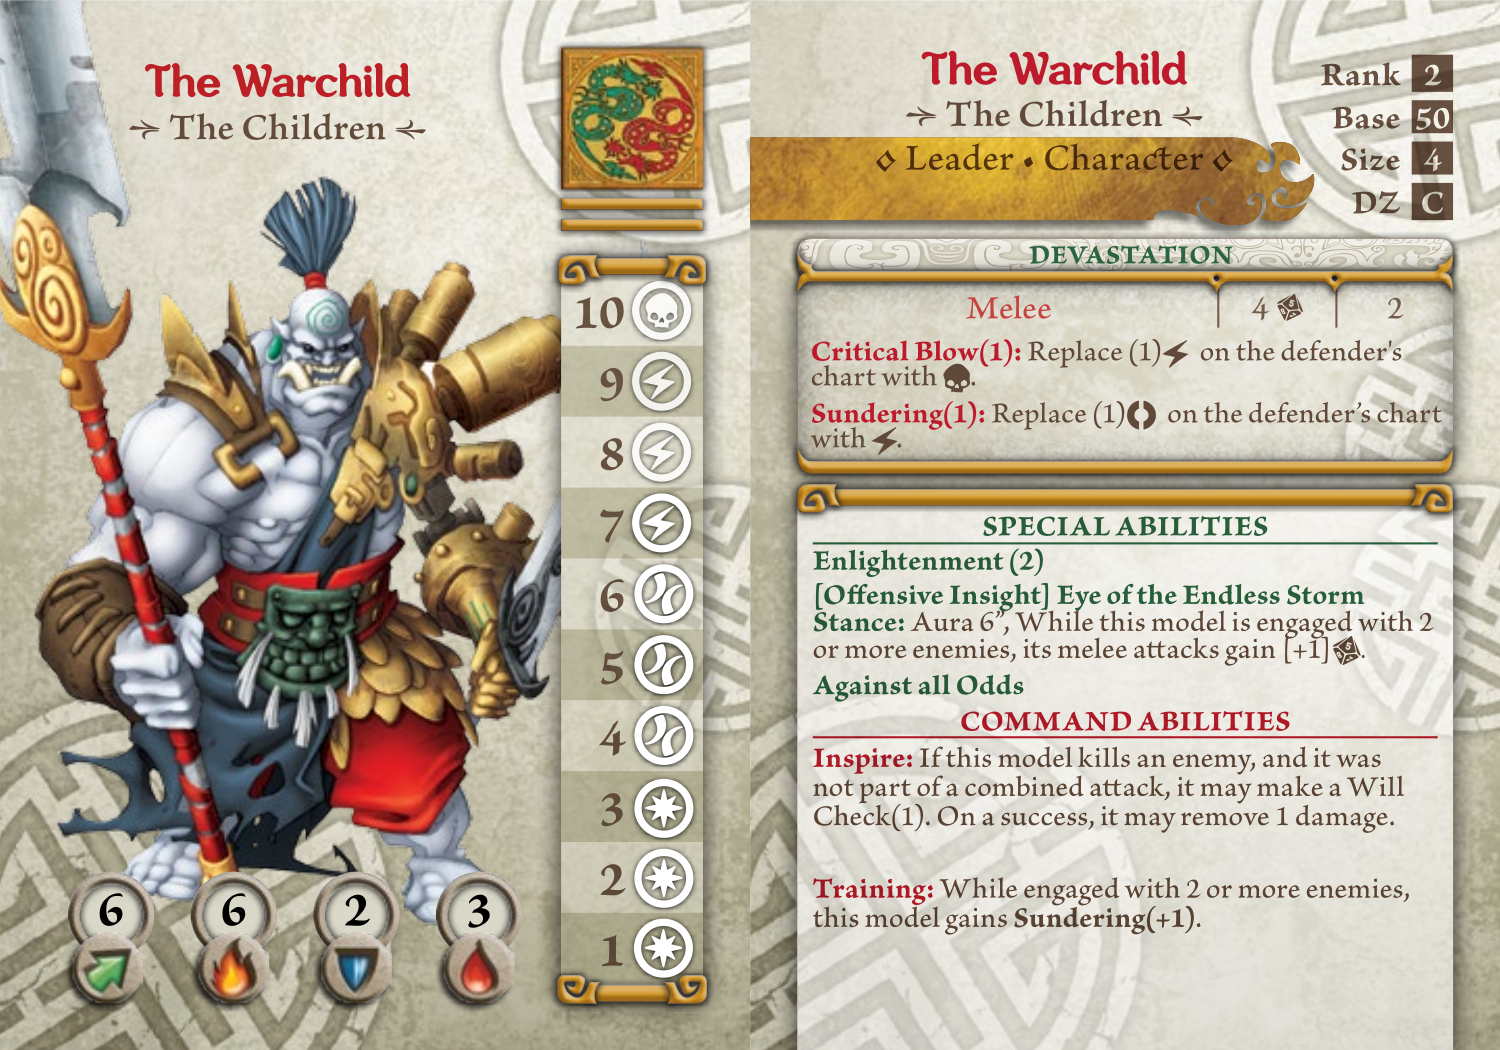 The Warchild
The Children
10
9
8
7
6
5
4
3
2
1
6 6 2 3
The Warchild
The Children
Leader • Character
Rank 2
Base 50
Size 4
DZ C
DEVASTATION
Melee 4 2
Critical Blow(1): Replace (1) on the defender's
chart with .
Sundering(1): Replace (1) on the defender’s chart
with .
SPECIAL ABILITIES
Enlightenment (2)
[Offensive Insight] Eye of the Endless Storm
Stance: Aura 6”, While this model is engaged with 2
or more enemies, its melee attacks gain [+1] .
Against all Odds
COMMAND ABILITIES
Inspire: If this model kills an enemy, and it was
not part of a combined attack, it may make a Will
Check(1). On a success, it may remove 1 damage.
Training: While engaged with 2 or more enemies,
this model gains Sundering(+1).